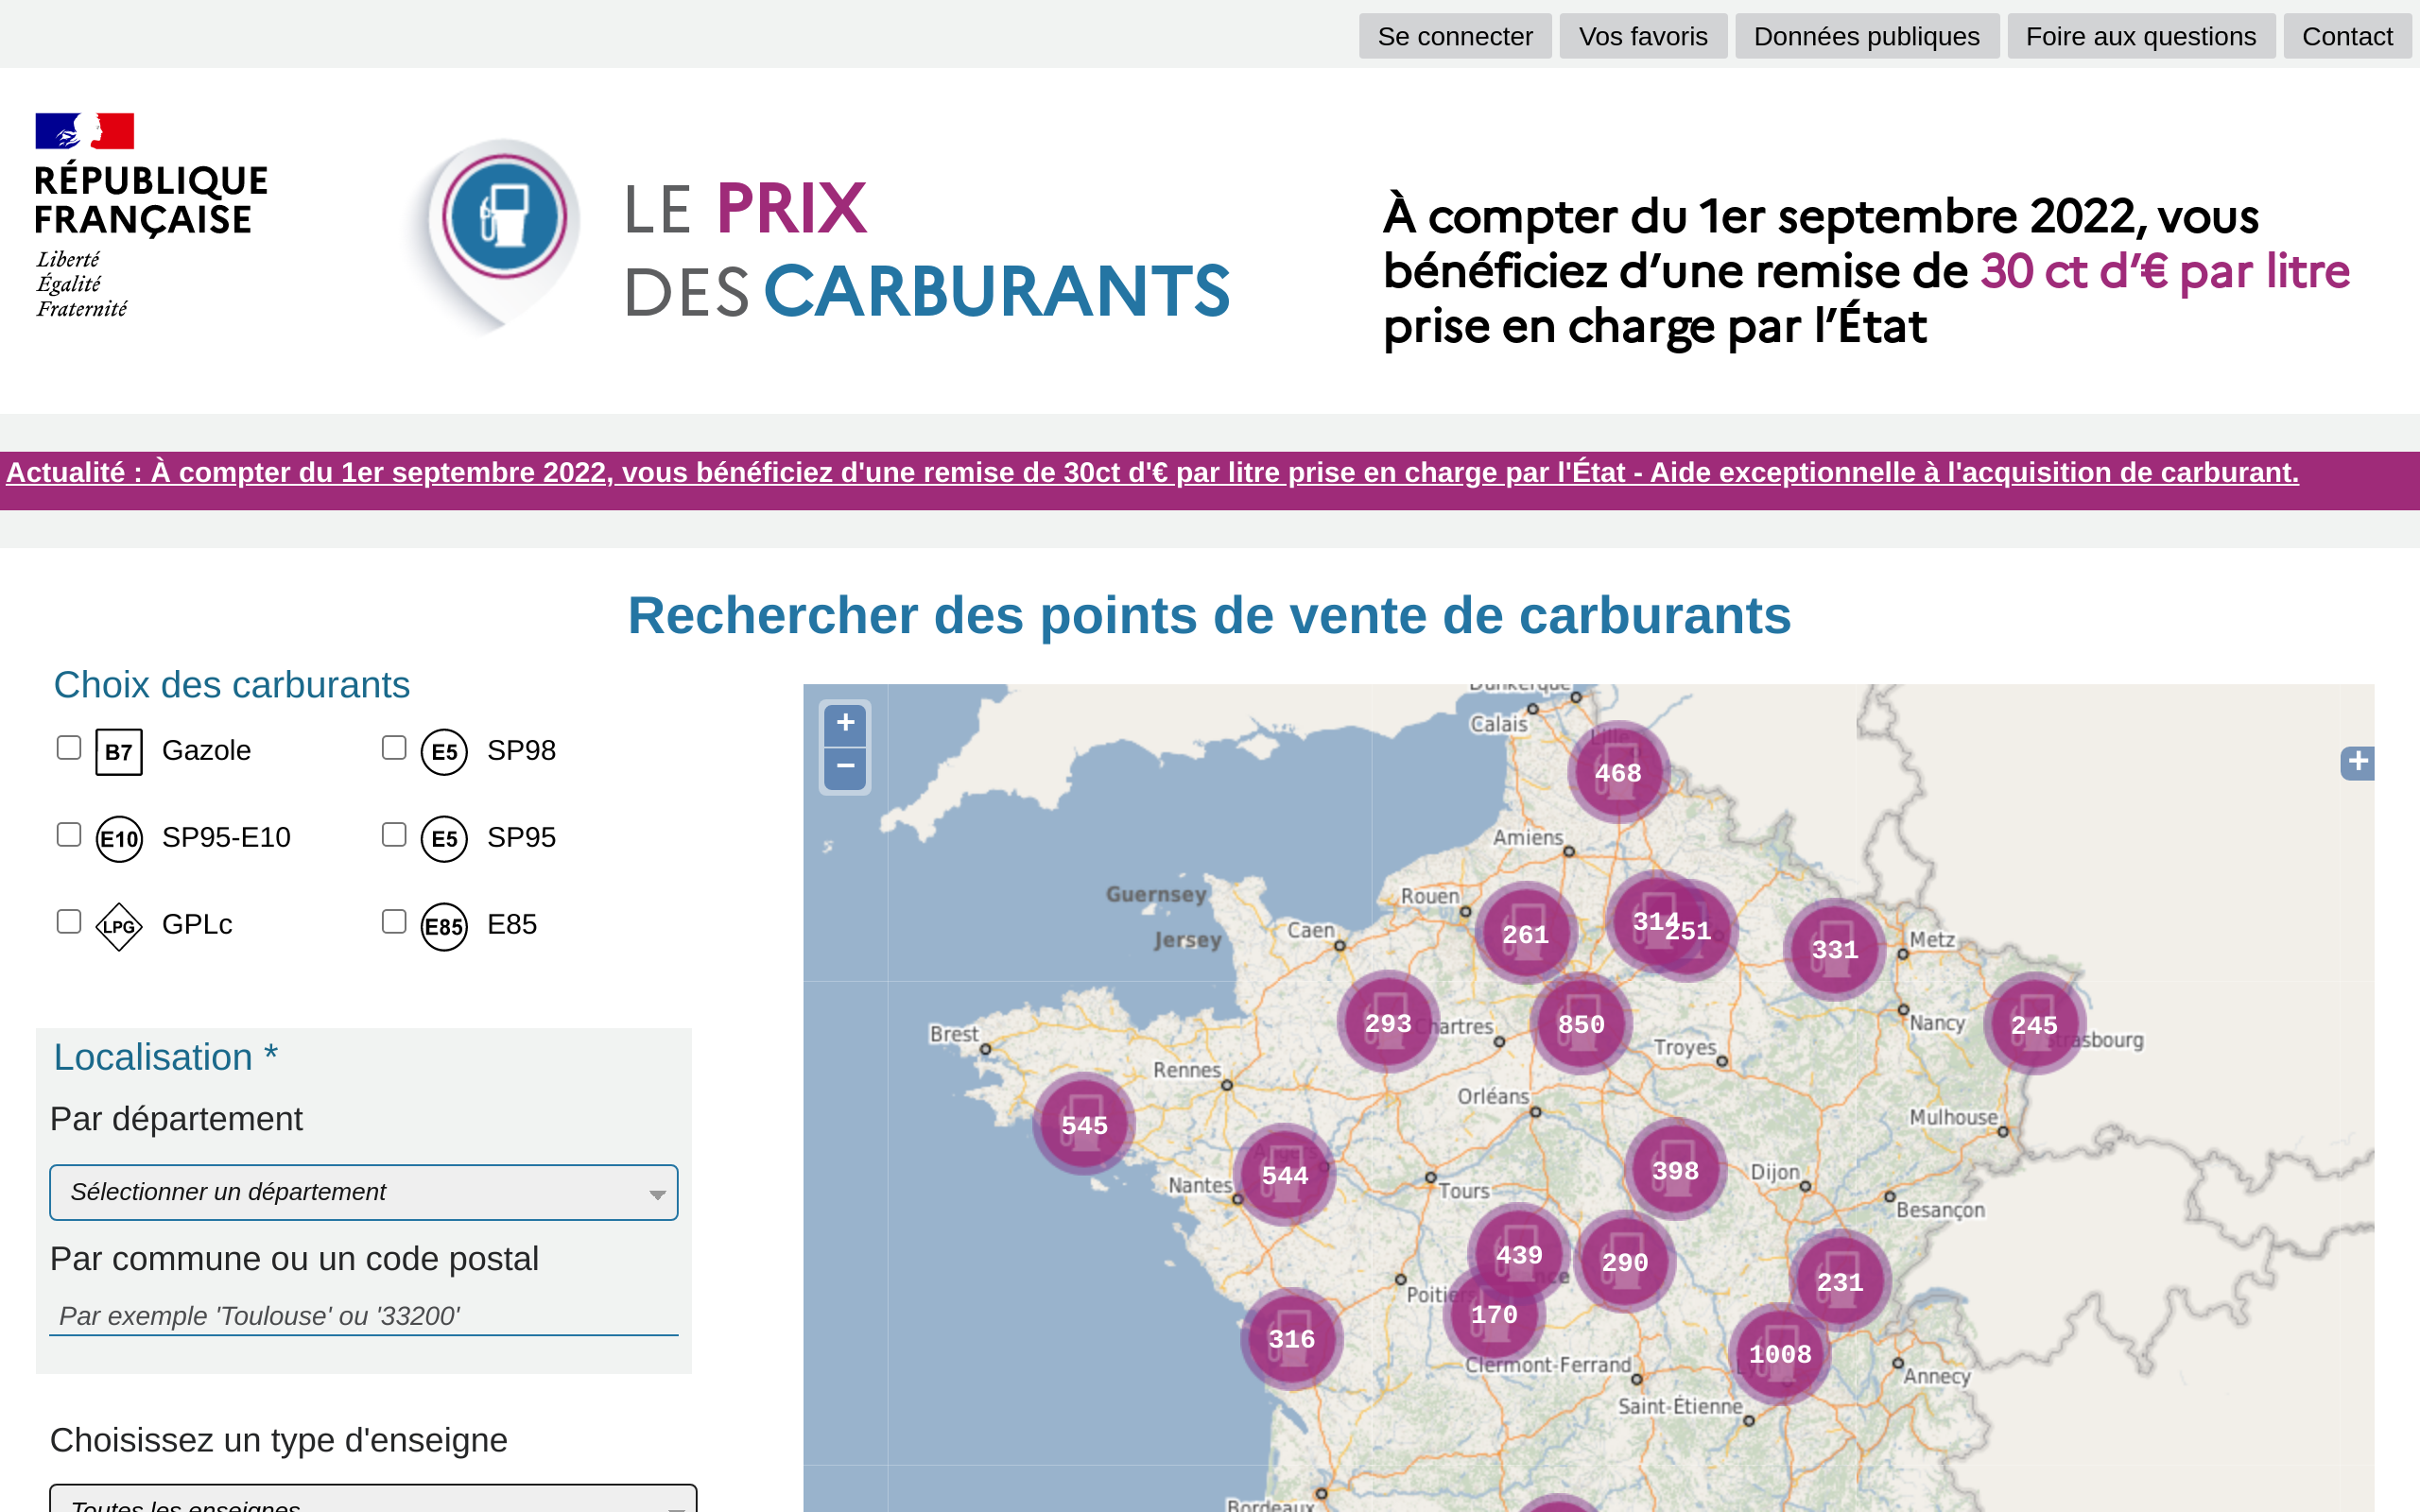 Se connecter
Vos favoris
Données publiques
Foire aux questions
Contact
RÉPUBLIQUE
FRANÇAISE
Liberté
Égalité
Fraternité
LE PRIX
DES CARBURANTS
À compter du 1er septembre 2022, vous
bénéficiez d’une remise de 30 ct d’€ par litre
prise en charge par l’État
Actualité : À compter du 1er septembre 2022, vous bénéficiez d'une remise de 30ct d'€ par litre prise en charge par l'État - Aide exceptionnelle à l'acquisition de carburant.
Rechercher des points de vente de carburants
Choix des carburants
B7 Gazole
E5 SP98
E10 SP95-E10
E5 SP95
LPG GPLc
E85 E85
Localisation *
Par département
Sélectionner un département
Par commune ou un code postal
Par exemple 'Toulouse' ou '33200'
Choisissez un type d'enseigne
Toutes les enseignes
+
−
+
Dunkerque
Calais
Lille
468
Amiens
Guernsey
Rouen
Jersey
Caen
261
314
251
331
Metz
293
Chartres
850
Nancy
245
Strasbourg
Brest
Troyes
Rennes
Orléans
545
Mulhouse
544
398
Dijon
Nantes
Tours
Besançon
439
290
231
Poitiers
170
316
1008
Clermont-Ferrand
Annecy
Saint-Étienne
Bordeaux